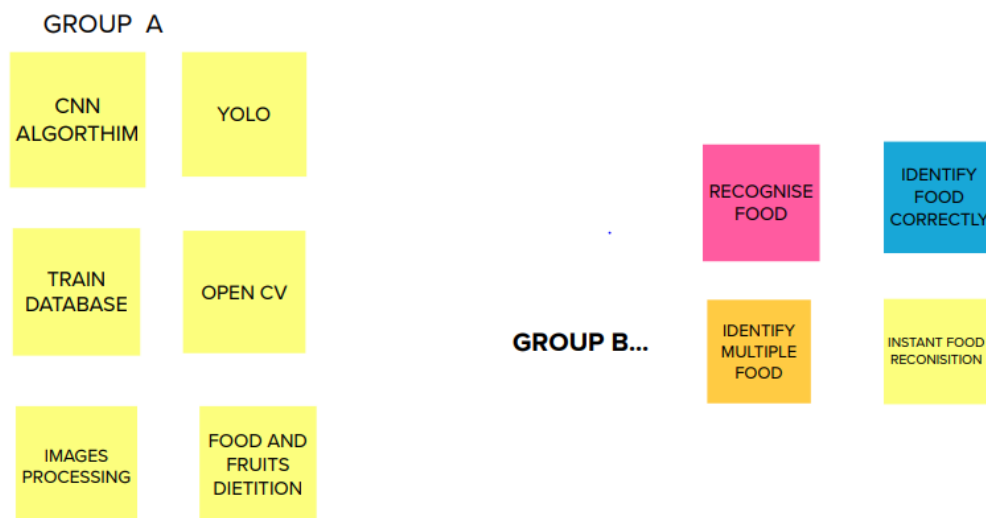 GROUP A
CNN
ALGORTHIM
YOLO
TRAIN
DATABASE
OPEN CV
IMAGES
PROCESSING
FOOD AND
FRUITS
DIETITION
GROUP B...
RECOGNISE
FOOD
IDENTIFY
FOOD
CORRECTLY
IDENTIFY
MULTIPLE
FOOD
INSTANT FOOD
RECONISITION